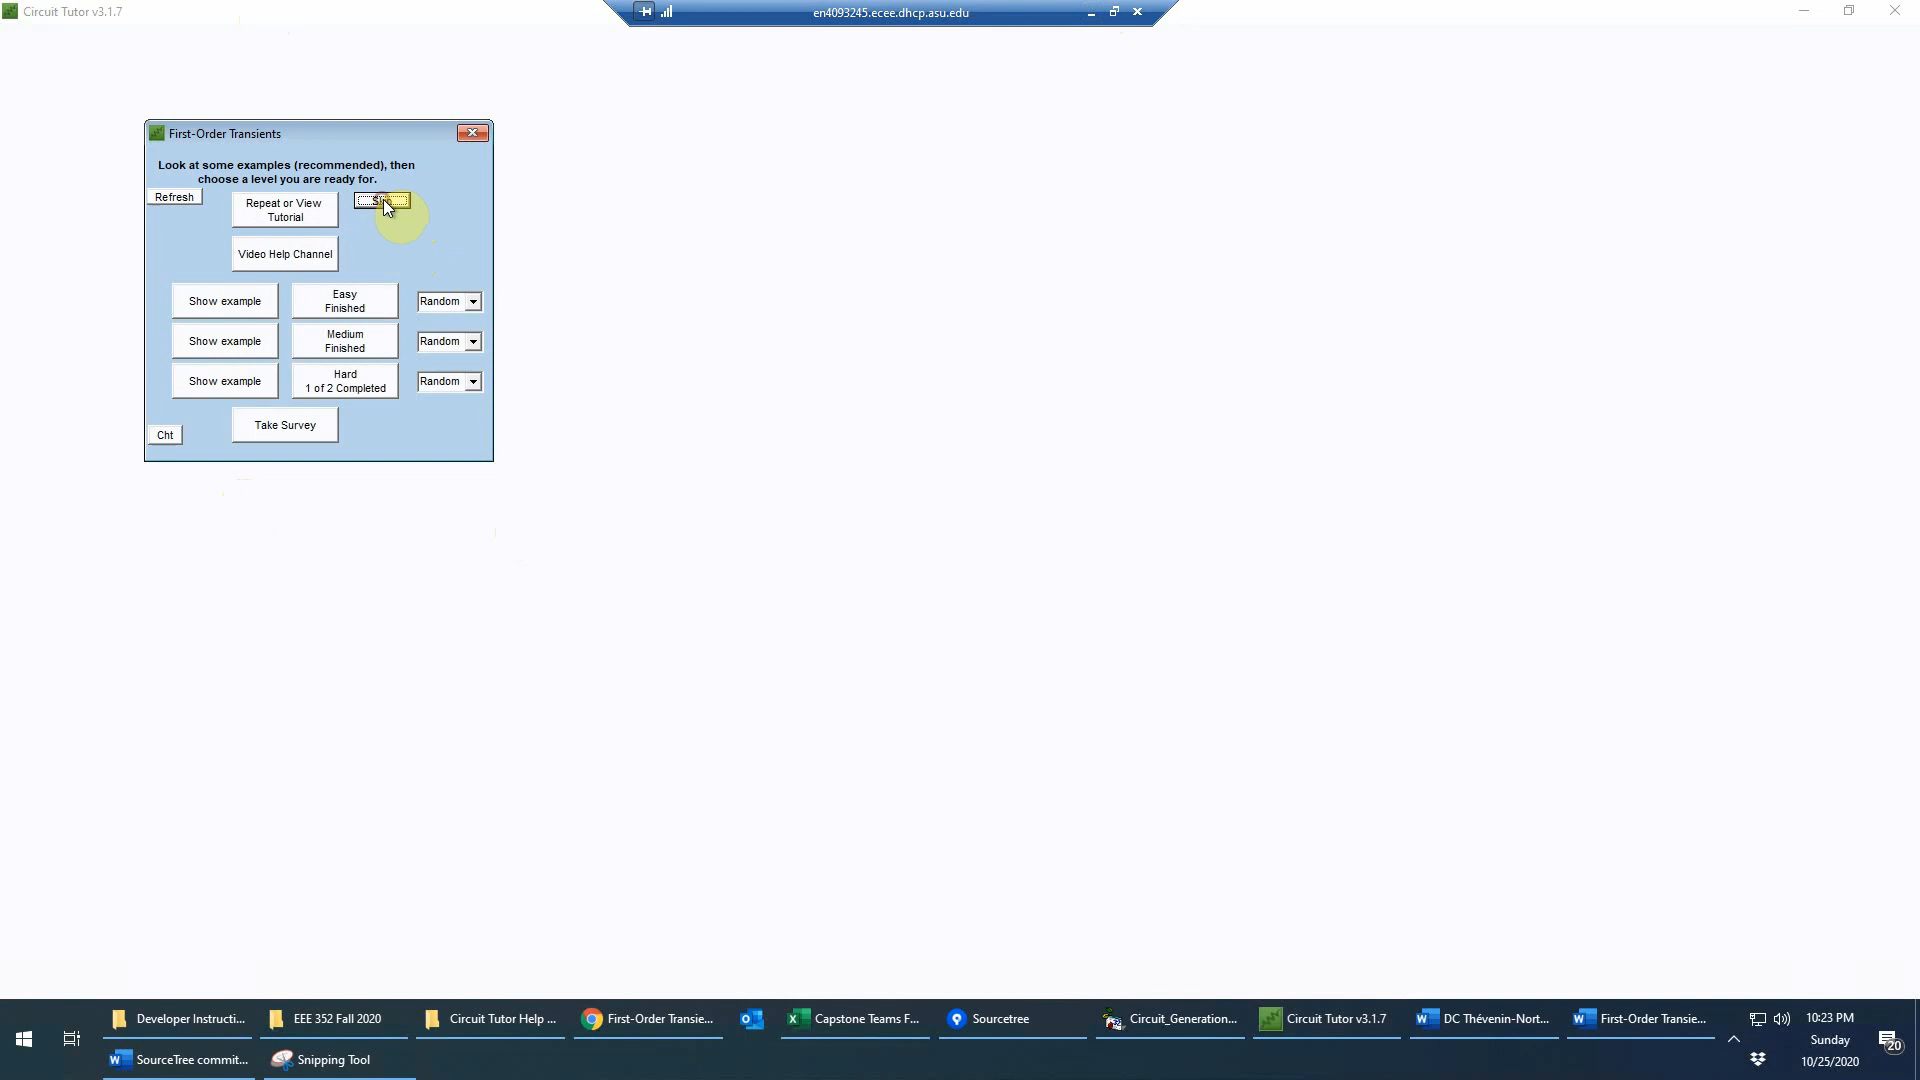 Circuit Tutor v3.1.7
en4093245.ecee.dhcp.asu.edu
First-Order Transients
Look at some examples (recommended), then
choose a level you are ready for.
Refresh
Repeat or View
Tutorial
Video Help Channel
Show example
Easy
Finished
Random
Show example
Medium
Finished
Random
Show example
Hard
1 of 2 Completed
Random
Take Survey
Cht
Developer Instructi...
EEE 352 Fall 2020
Circuit Tutor Help ...
First-Order Transie...
Capstone Teams F...
Sourcetree
Circuit_Generation...
Circuit Tutor v3.1.7
DC Thévenin-Nort...
First-Order Transie...
10:23 PM
Sunday
10/25/2020
20
SourceTree commit...
Snipping Tool